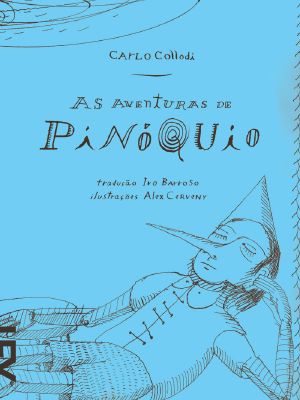 CARLO Collodi
AS AVENTURAS DE
PiNÓQUio
tradução Ivo Barroso
ilustrações Alex Cerveny